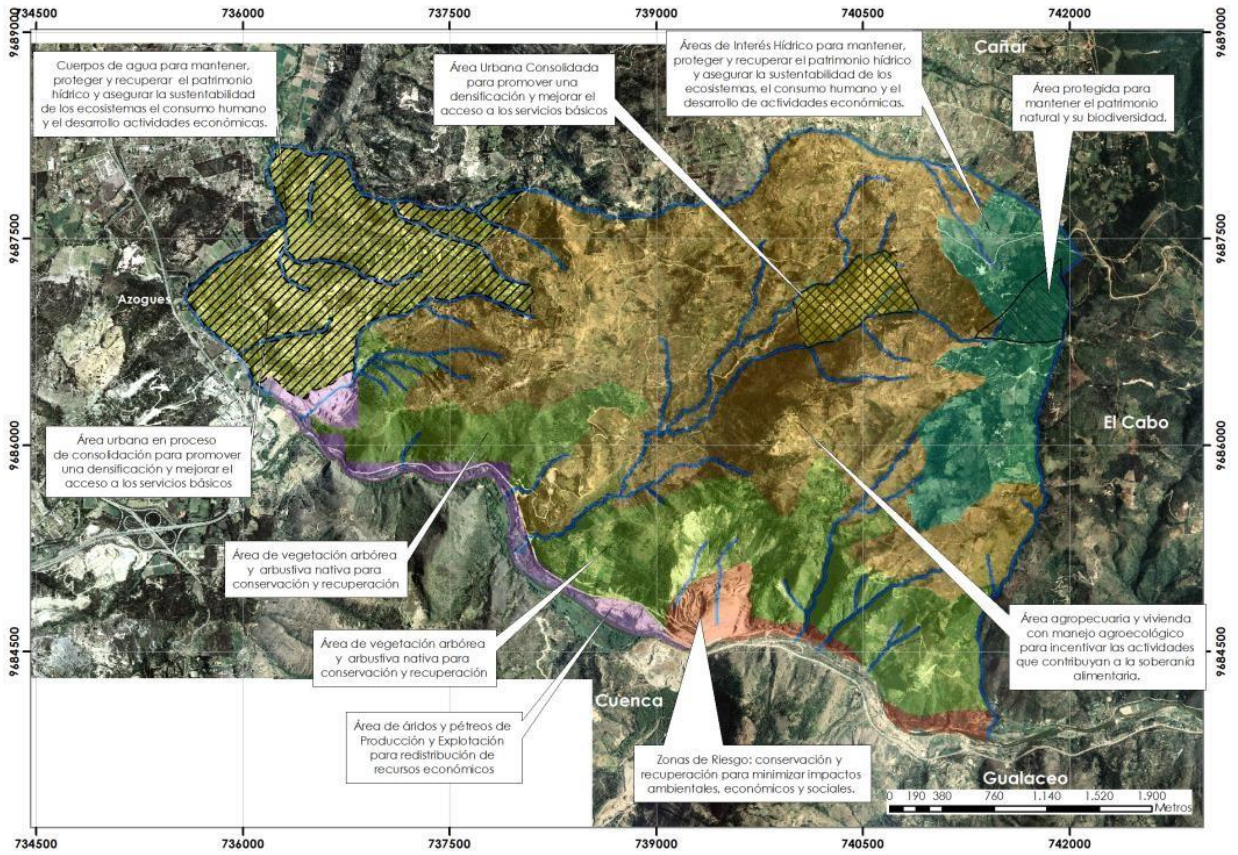 734500 736000 737500 739000 740500 742000
9689000
9689000
Cañar
Cuerpos de agua para mantener,
proteger y recuperar el patrimonio
hídrico y asegurar la sustentabilidad
de los ecosistemas el consumo humano
y el desarrollo actividades económicas.
Área Urbana Consolidada
para promover una
densificación y mejorar el
acceso a los servicios básicos
Áreas de Interés Hídrico para mantener,
proteger y recuperar el patrimonio hídrico
y asegurar la sustentabilidad de los
ecosistemas, el consumo humano y el
desarrollo de actividades económicas.
Área protegida para
mantener el patrimonio
natural y su biodiversidad.
9687500
9687500
Azogues
El Cabo
Área urbana en proceso
de consolidación para promover
una densificación y mejorar el
acceso a los servicios básicos
9686000
9686000
Área de vegetación arbórea
y arbustiva nativa para
conservación y recuperación
Área de vegetación arbórea
y arbustiva nativa para
conservación y recuperación
Área agropecuaria y vivienda
con manejo agroecológico
para incentivar las actividades
que contribuyan a la soberanía
alimentaria.
9684500
9684500
Cuenca
Área de áridos y pétreos de
Producción y Explotación
para redistribución de
recursos económicos
Zonas de Riesgo: conservación y
recuperación para minimizar impactos
ambientales, económicos y sociales.
Gualaceo
0 190 380 760 1.140 1.520 1.900
Metros
734500 736000 737500 739000 740500 742000